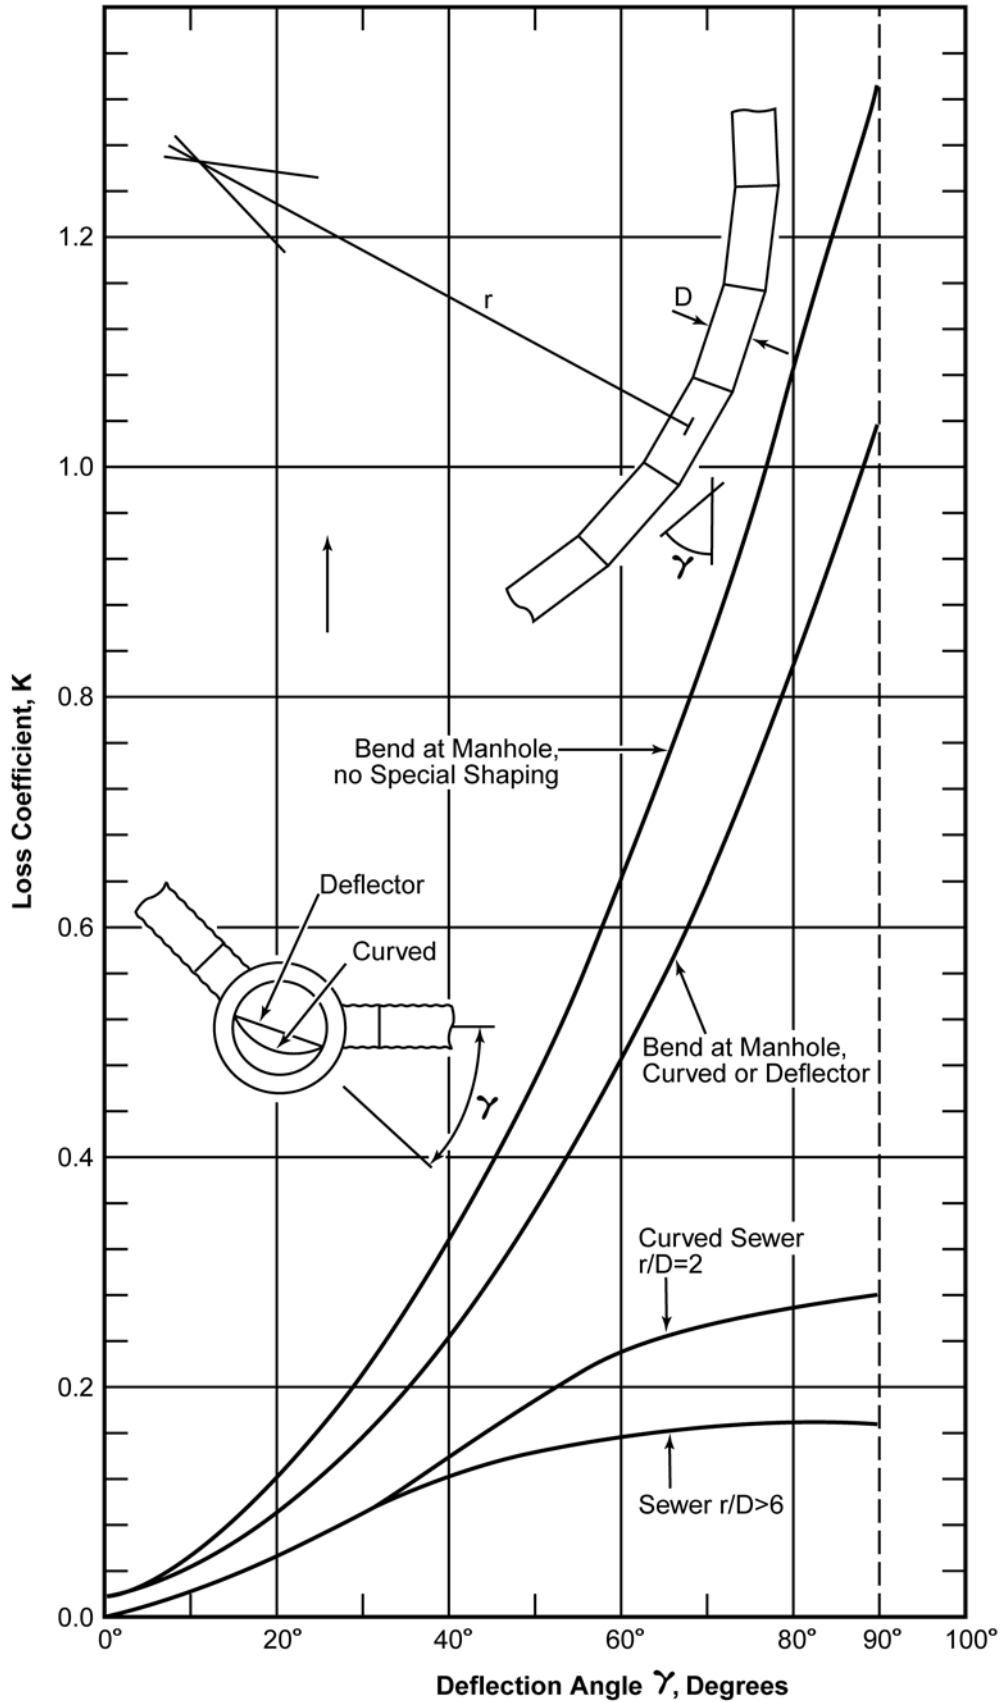 1.2
r
D
1.0
γ
0.8
Loss Coefficient, K
Bend at Manhole,
no Special Shaping
Deflector
0.6
Curved
Bend at Manhole,
Curved or Deflector
γ
0.4
Curved Sewer
r/D=2
0.2
Sewer r/D>6
0.0
0° 20° 40° 60° 80° 90° 100°
Deflection Angle γ, Degrees